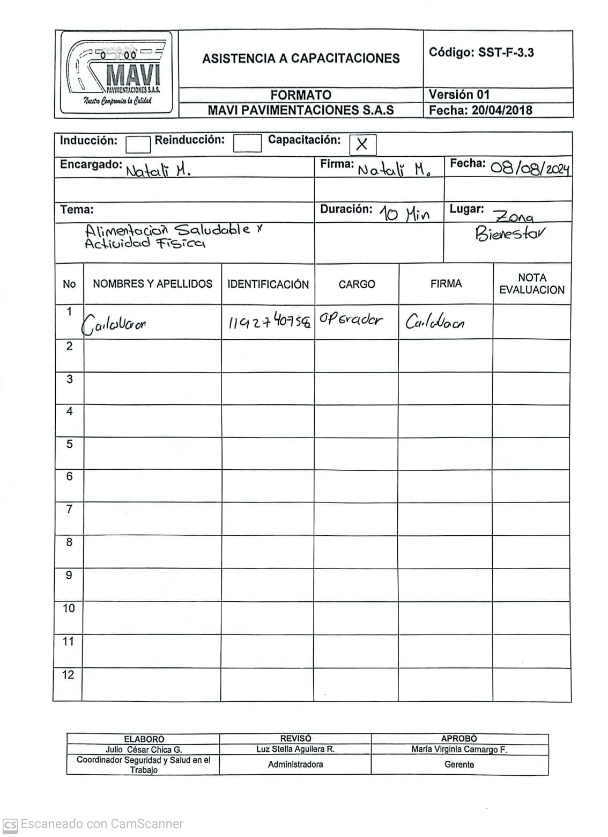 MAVI
PAVIMENTACIONES S.A.S.
Nuestro Compromiso la Calidad
ASISTENCIA A CAPACITACIONES
Código: SST-F-3.3
FORMATO
Versión 01
MAVI PAVIMENTACIONES S.A.S
Fecha: 20/04/2018
Inducción: Reinducción: Capacitación: X
Encargado: Natali M. Firma: Natali M. Fecha: 08/08/2024
Tema: Duración: 10 Min Lugar: Zona
Alimentacion Saludable Y Bienestar
Actividad Fisica
No NOMBRES Y APELLIDOS IDENTIFICACIÓN CARGO FIRMA NOTA EVALUACION
1 OPerador
2
3
4
5
6
7
8
9
10
11
12
ELABORÓ REVISÓ APROBÓ
Julio César Chica G. Luz Stella Aguilera R. María Virginia Camargo F.
Coordinador Seguridad y Salud en el Trabajo Administradora Gerente
CS Escaneado con CamScanner